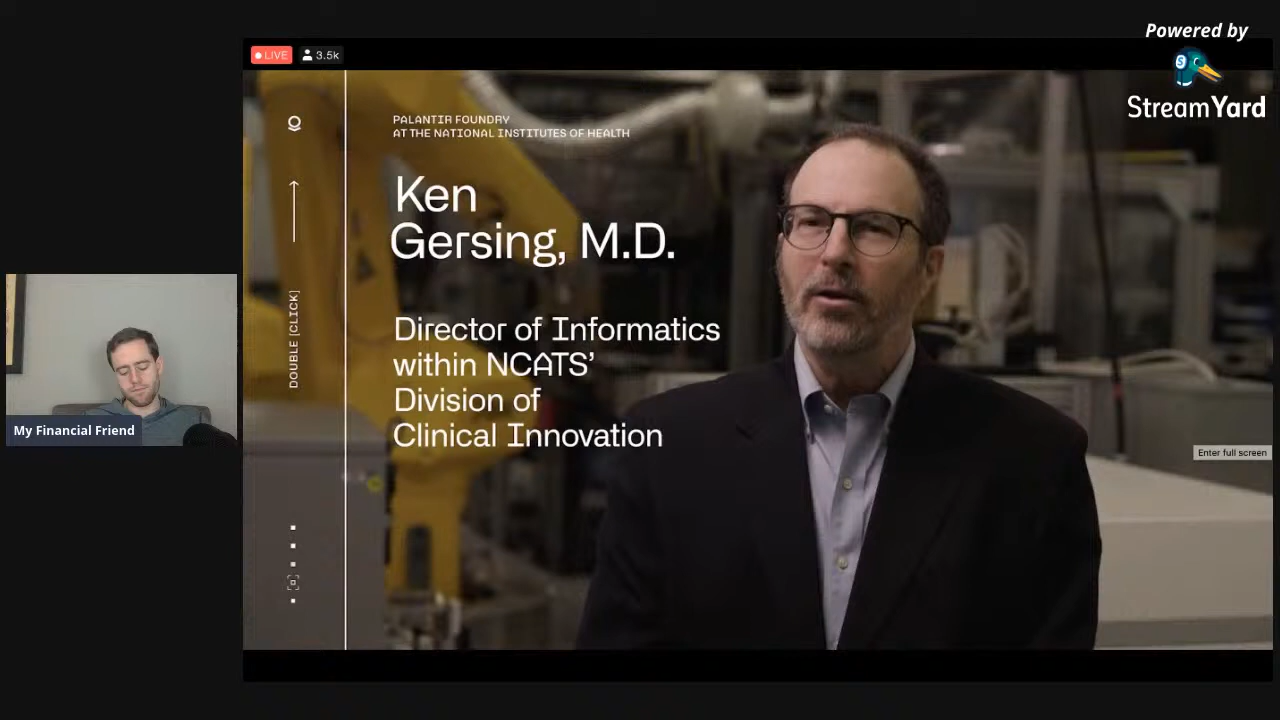 Powered by
StreamYard
LIVE
3.5k
PALANTIR FOUNDRY
AT THE NATIONAL INSTITUTES OF HEALTH
Ken
Gersing, M.D.
Director of Informatics
within NCATS’
Division of
Clinical Innovation
DOUBLE [CLICK]
My Financial Friend
Enter full screen